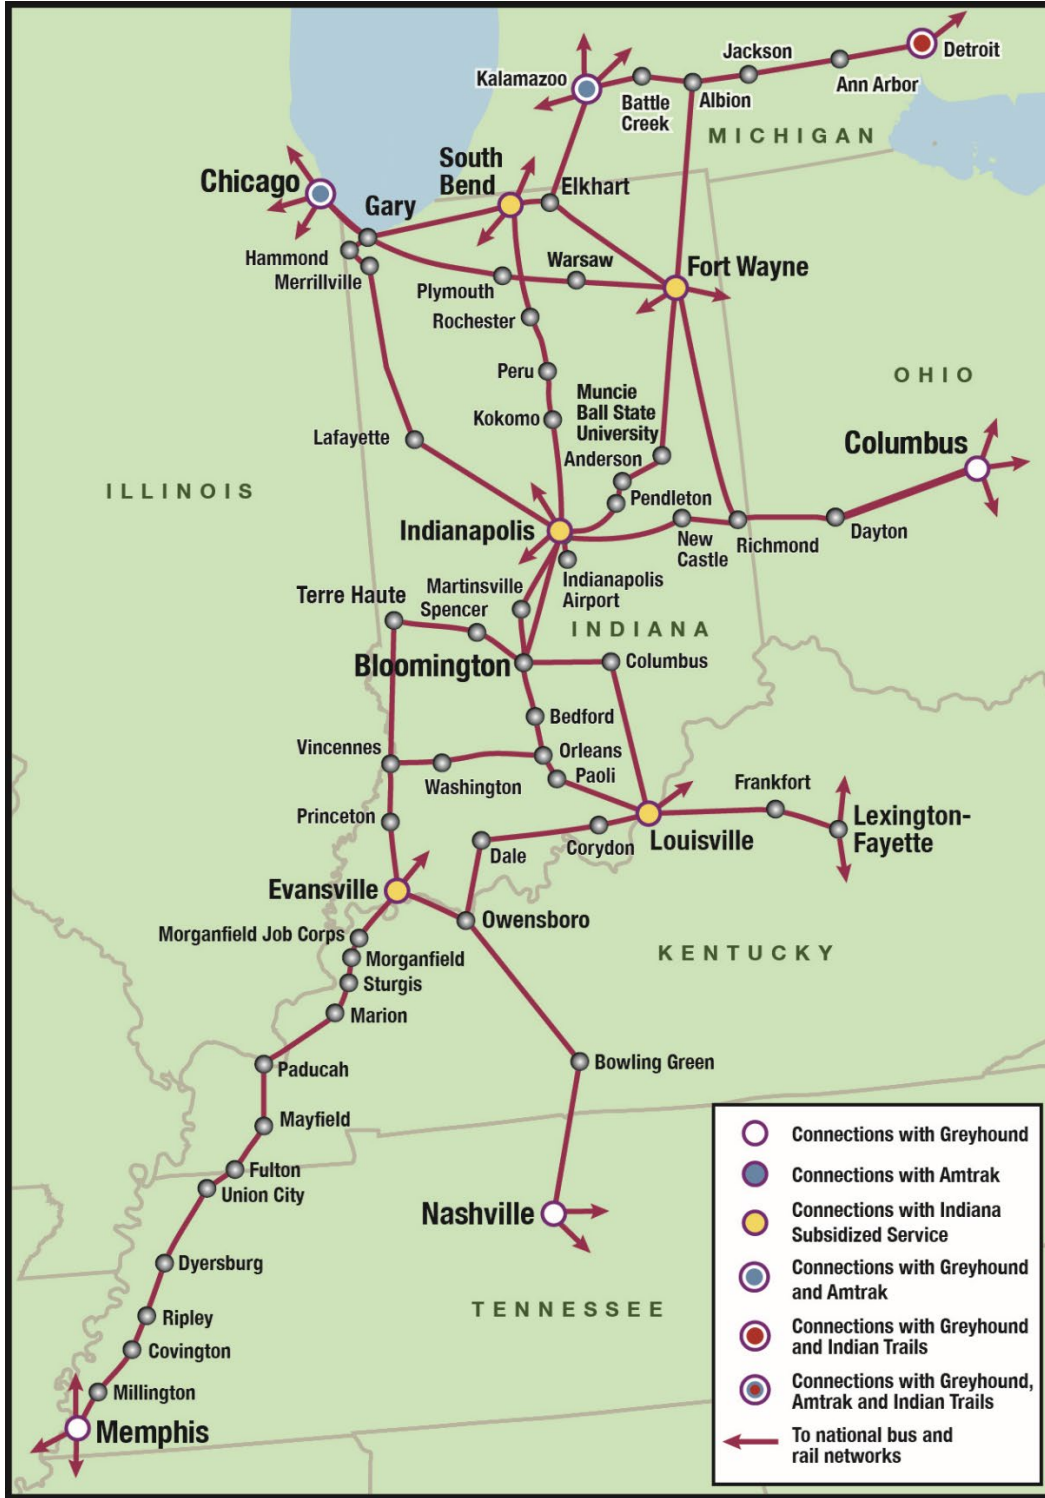 Jackson
Detroit
Kalamazoo
Ann Arbor
Battle
Creek
Albion
MICHIGAN
South
Bend
Elkhart
Chicago
Gary
Hammond
Merrillville
Warsaw
Fort Wayne
Plymouth
Rochester
Peru
OHIO
Muncie
Ball State
University
Kokomo
Lafayette
Columbus
Anderson
ILLINOIS
Pendleton
Indianapolis
New
Castle
Richmond
Dayton
Indianapolis
Airport
Martinsville
Terre Haute
Spencer
INDIANA
Bloomington
Columbus
Bedford
Vincennes
Orleans
Washington
Paoli
Frankfort
Princeton
Lexington-
Fayette
Corydon
Louisville
Dale
Evansville
Owensboro
Morganfield Job Corps
KENTUCKY
Morganfield
Sturgis
Marion
Bowling Green
Paducah
Mayfield
Fulton
Union City
Nashville
Dyersburg
TENNESSEE
Ripley
Covington
Millington
Memphis
Connections with Greyhound
Connections with Amtrak
Connections with Indiana
Subsidized Service
Connections with Greyhound
and Amtrak
Connections with Greyhound
and Indian Trails
Connections with Greyhound,
Amtrak and Indian Trails
To national bus and
rail networks